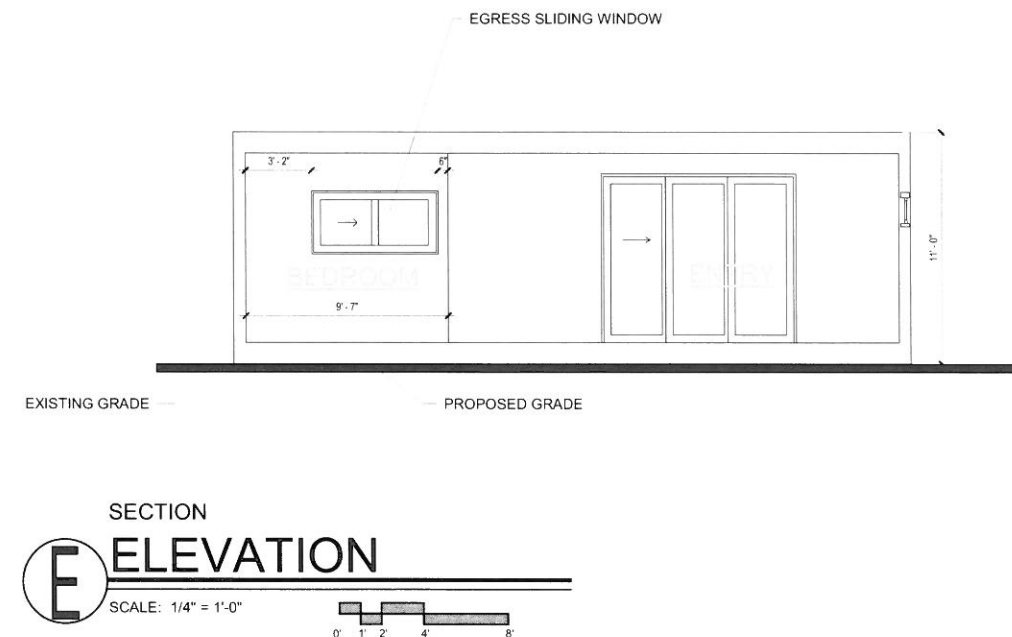 EGRESS SLIDING WINDOW
3' - 2"
6"
BEDROOM
ENTRY
9' - 7"
11' - 0"
EXISTING GRADE
PROPOSED GRADE
SECTION
E
ELEVATION
SCALE: 1/4" = 1'-0"
0' 1' 2' 4' 8'